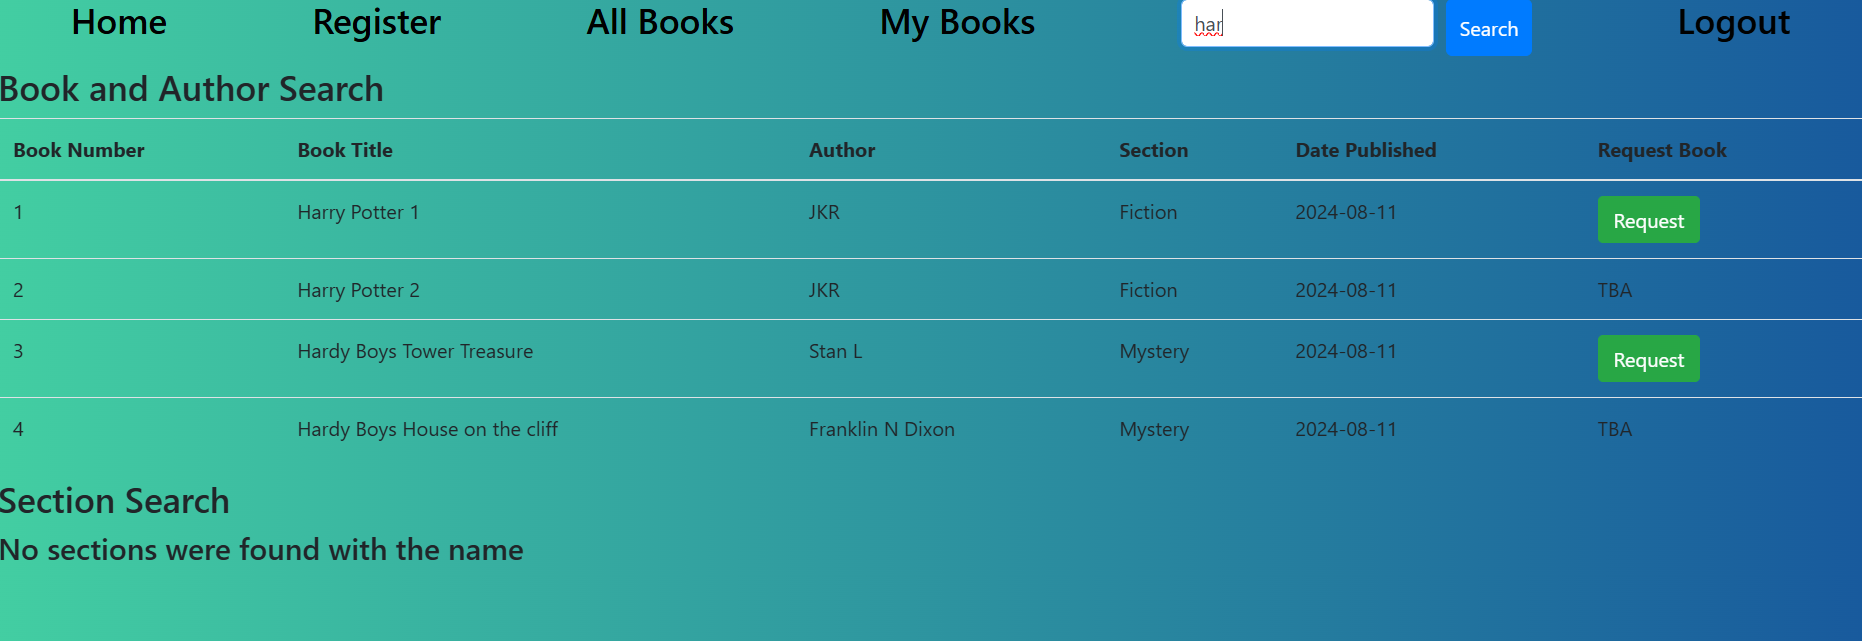 Home Register All Books My Books har Search Logout
Book and Author Search
Book Number Book Title Author Section Date Published Request Book
1 Harry Potter 1 JKR Fiction 2024-08-11 Request
2 Harry Potter 2 JKR Fiction 2024-08-11 TBA
3 Hardy Boys Tower Treasure Stan L Mystery 2024-08-11 Request
4 Hardy Boys House on the cliff Franklin N Dixon Mystery 2024-08-11 TBA
Section Search
No sections were found with the name